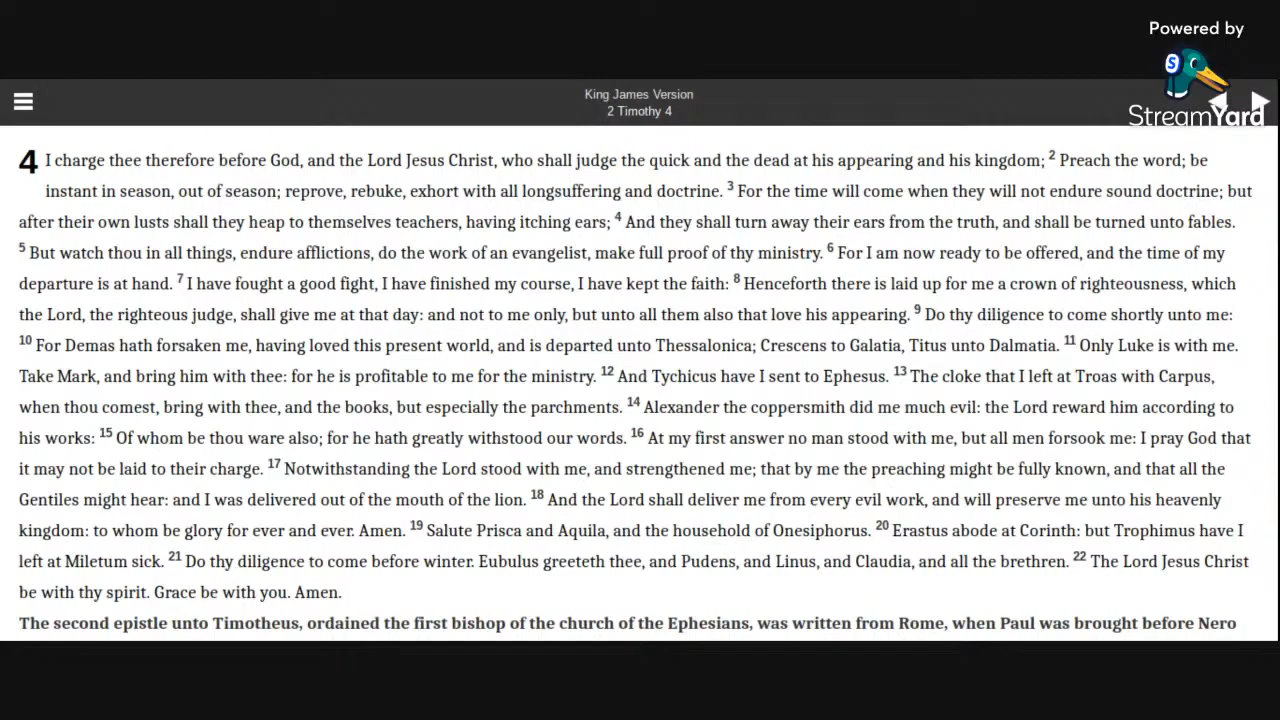 Powered by
StreamYard
King James Version
2 Timothy 4
4 I charge thee therefore before God, and the Lord Jesus Christ, who shall judge the quick and the dead at his appearing and his kingdom; 2 Preach the word; be
instant in season, out of season; reprove, rebuke, exhort with all longsuffering and doctrine. 3 For the time will come when they will not endure sound doctrine; but
after their own lusts shall they heap to themselves teachers, having itching ears; 4 And they shall turn away their ears from the truth, and shall be turned unto fables.
5 But watch thou in all things, endure afflictions, do the work of an evangelist, make full proof of thy ministry. 6 For I am now ready to be offered, and the time of my
departure is at hand. 7 I have fought a good fight, I have finished my course, I have kept the faith: 8 Henceforth there is laid up for me a crown of righteousness, which
the Lord, the righteous judge, shall give me at that day: and not to me only, but unto all them also that love his appearing. 9 Do thy diligence to come shortly unto me:
10 For Demas hath forsaken me, having loved this present world, and is departed unto Thessalonica; Crescens to Galatia, Titus unto Dalmatia. 11 Only Luke is with me.
Take Mark, and bring him with thee: for he is profitable to me for the ministry. 12 And Tychicus have I sent to Ephesus. 13 The cloke that I left at Troas with Carpus,
when thou comest, bring with thee, and the books, but especially the parchments. 14 Alexander the coppersmith did me much evil: the Lord reward him according to
his works: 15 Of whom be thou ware also; for he hath greatly withstood our words. 16 At my first answer no man stood with me, but all men forsook me: I pray God that
it may not be laid to their charge. 17 Notwithstanding the Lord stood with me, and strengthened me; that by me the preaching might be fully known, and that all the
Gentiles might hear: and I was delivered out of the mouth of the lion. 18 And the Lord shall deliver me from every evil work, and will preserve me unto his heavenly
kingdom: to whom be glory for ever and ever. Amen. 19 Salute Prisca and Aquila, and the household of Onesiphorus. 20 Erastus abode at Corinth: but Trophimus have I
left at Miletum sick. 21 Do thy diligence to come before winter. Eubulus greeteth thee, and Pudens, and Linus, and Claudia, and all the brethren. 22 The Lord Jesus Christ
be with thy spirit. Grace be with you. Amen.
The second epistle unto Timotheus, ordained the first bishop of the church of the Ephesians, was written from Rome, when Paul was brought before Nero